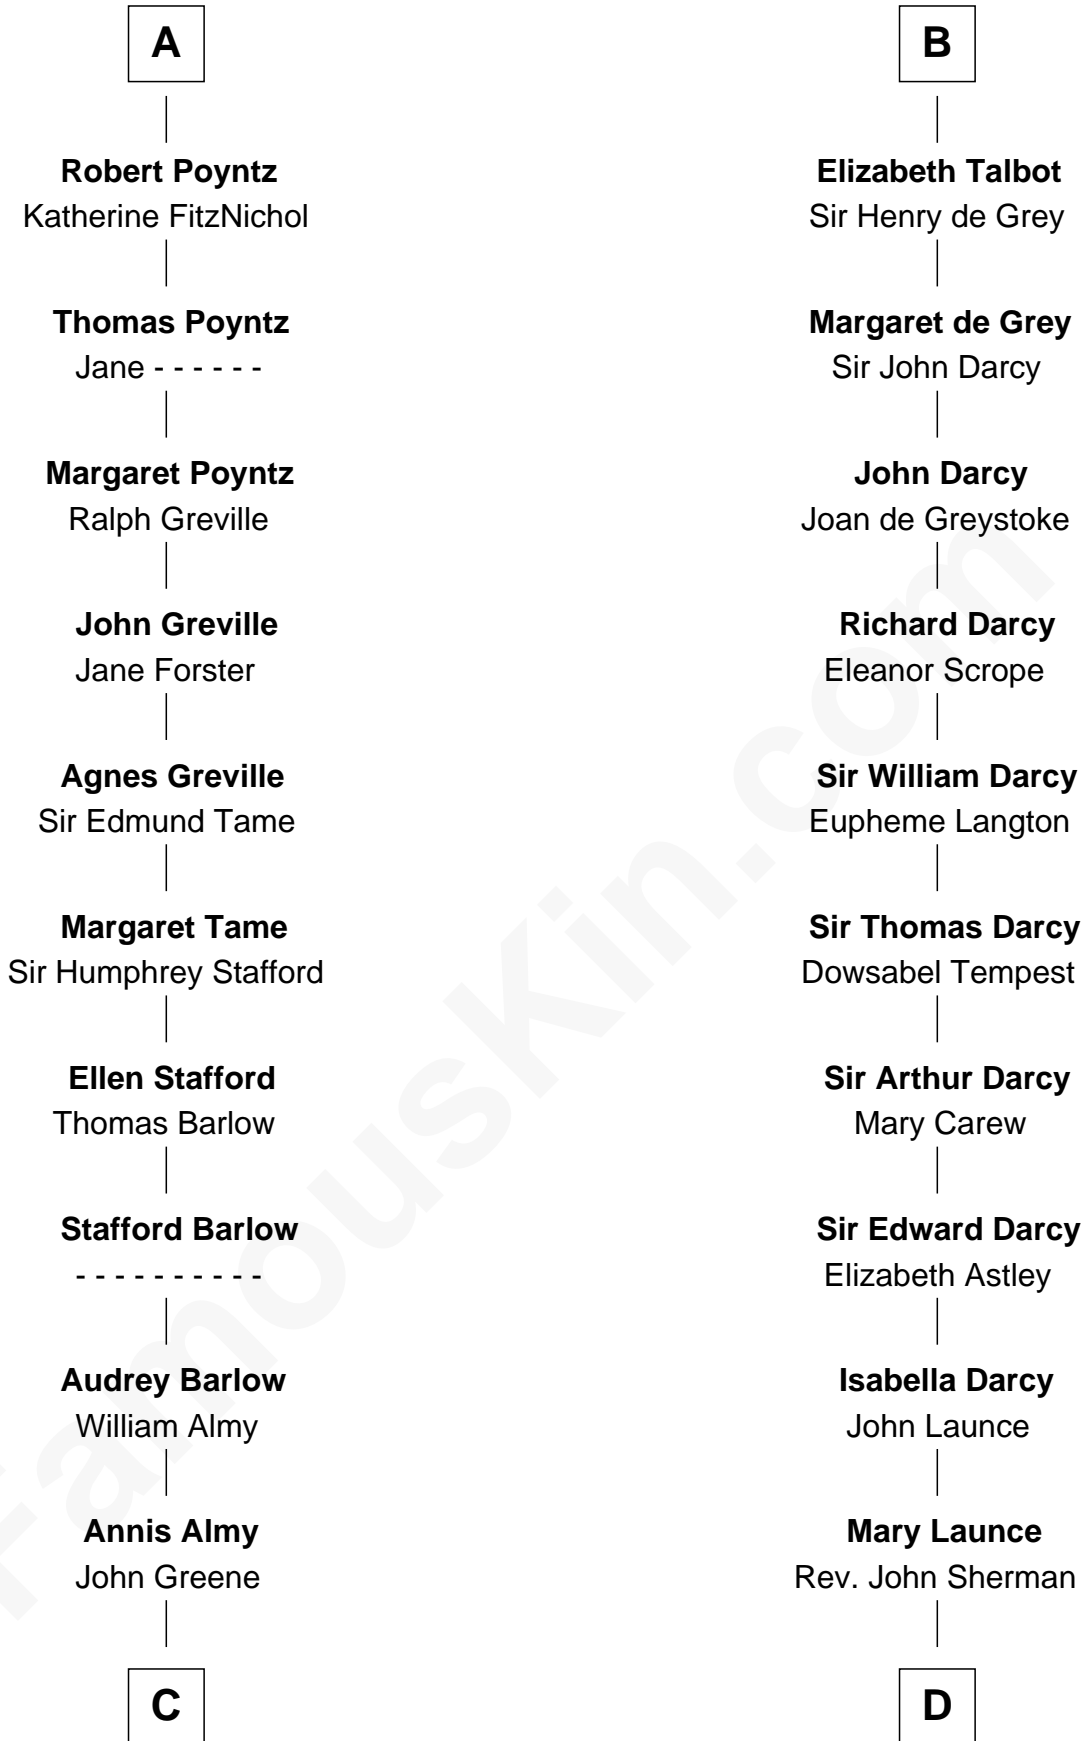 A
Robert Poyntz
Katherine FitzNichol
Thomas Poyntz
Jane - - - - - -
Margaret Poyntz
Ralph Greville
John Greville
Jane Forster
Agnes Greville
Sir Edmund Tame
Margaret Tame
Sir Humphrey Stafford
Ellen Stafford
Thomas Barlow
Stafford Barlow
- - - - - - - - - -
Audrey Barlow
William Almy
Annis Almy
John Greene
C
B
Elizabeth Talbot
Sir Henry de Grey
Margaret de Grey
Sir John Darcy
John Darcy
Joan de Greystoke
Richard Darcy
Eleanor Scrope
Sir William Darcy
Eupheme Langton
Sir Thomas Darcy
Dowsabel Tempest
Sir Arthur Darcy
Mary Carew
Sir Edward Darcy
Elizabeth Astley
Isabella Darcy
John Launce
Mary Launce
Rev. John Sherman
D
FamousKin.com